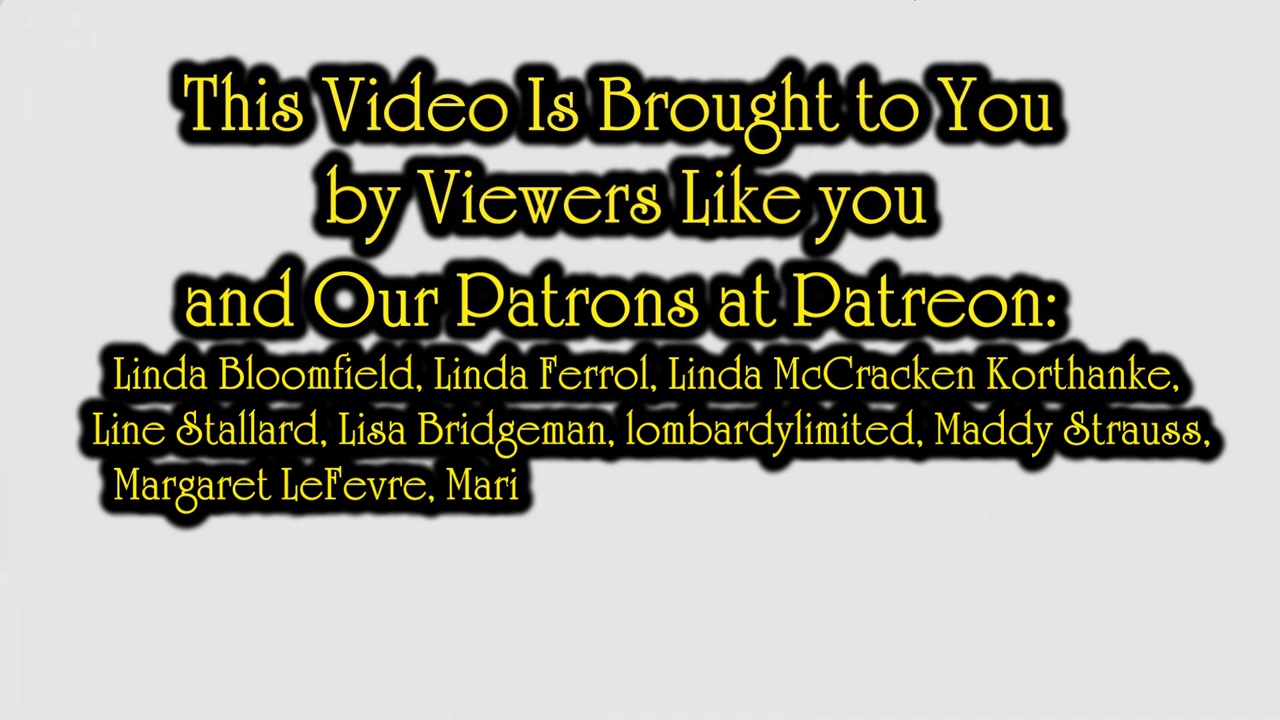 This Video Is Brought to You
by Viewers Like you
and Our Patrons at Patreon:
Linda Bloomfield, Linda Ferrol, Linda McCracken Korthanke,
Line Stallard, Lisa Bridgeman, lombardylimited, Maddy Strauss,
Margaret LeFevre, Mari